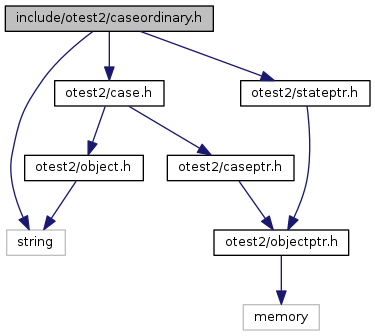 include/otest2/caseordinary.h
otest2/case.h
otest2/stateptr.h
otest2/object.h
otest2/caseptr.h
string
otest2/objectptr.h
memory